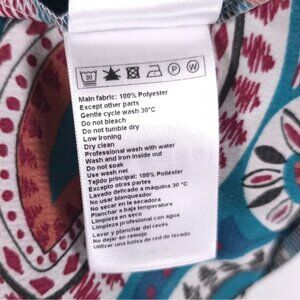 30 P W
Main fabric: 100% Polyester
Except other parts
Gentle cycle wash 30°C
Do not bleach
Do not tumble dry
Low ironing
Dry clean
Professional wash with water
Wash and iron inside out
Do not soak
Use wash net
Tejido principal: 100% Poliéster
Excepto otras partes
Lavado delicado a máquina 30 °C
No usar blanqueador
No secar en la secadora
Planchar a baja temperatura
Limpieza en seco
Limpieza profesional con agua
Lavar y planchar del revés
No dejar en remojo
Utilizar una bolsa de red de lavado